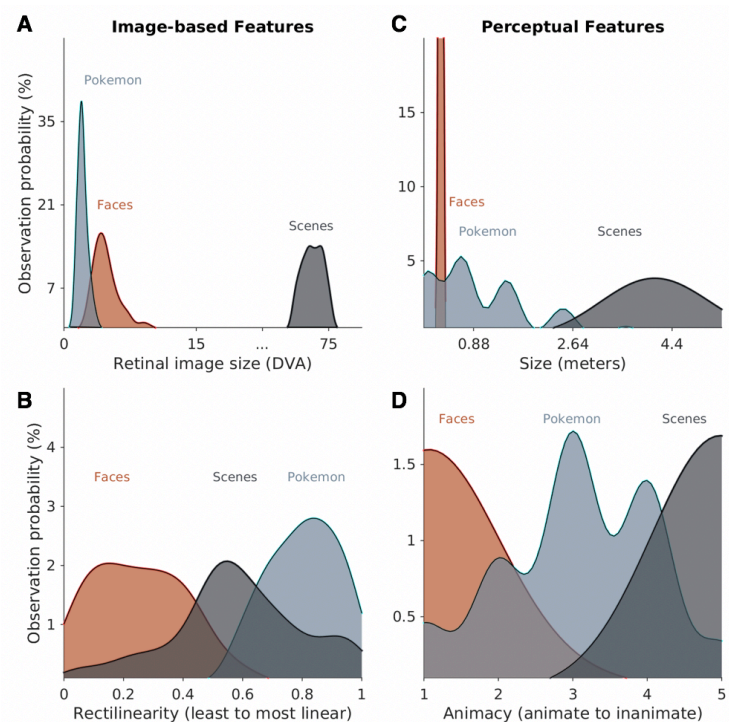 A
Image-based Features
Observation probability (%)
35
21
7
Pokemon
Faces
Scenes
0
15
...
75
Retinal image size (DVA)
C
Perceptual Features
15
10
5
Faces
Pokemon
Scenes
0.88
2.64
4.4
Size (meters)
B
Observation probability (%)
4
3
2
1
Faces
Scenes
Pokemon
0
0.2
0.4
0.6
0.8
1
Rectilinearity (least to most linear)
D
1.5
1
0.5
Faces
Pokemon
Scenes
1
2
3
4
5
Animacy (animate to inanimate)